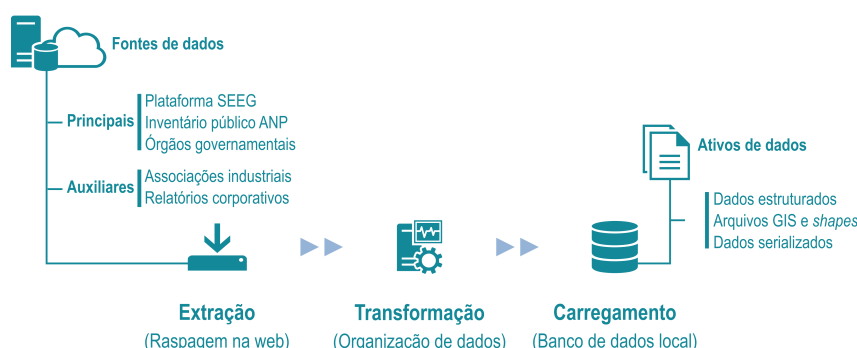 Fontes de dados
Principais
Plataforma SEEG
Inventário público ANP
Órgãos governamentais
Auxiliares
Associações industriais
Relatórios corporativos
Ativos de dados
Dados estruturados
Arquivos GIS e shapes
Dados serializados
Extração
(Raspagem na web)
Transformação
(Organização de dados)
Carregamento
(Banco de dados local)